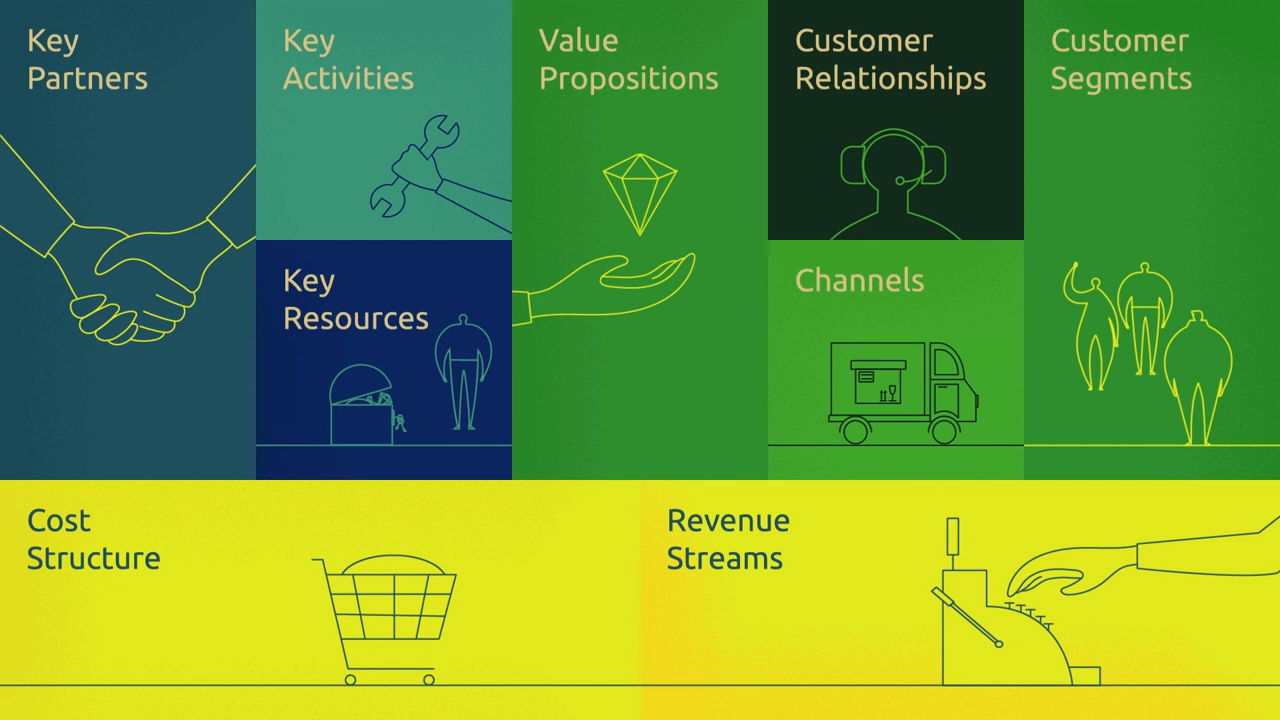 Key
Partners
Key
Activities
Key
Resources
Value
Propositions
Customer
Relationships
Channels
Customer
Segments
Cost
Structure
Revenue
Streams